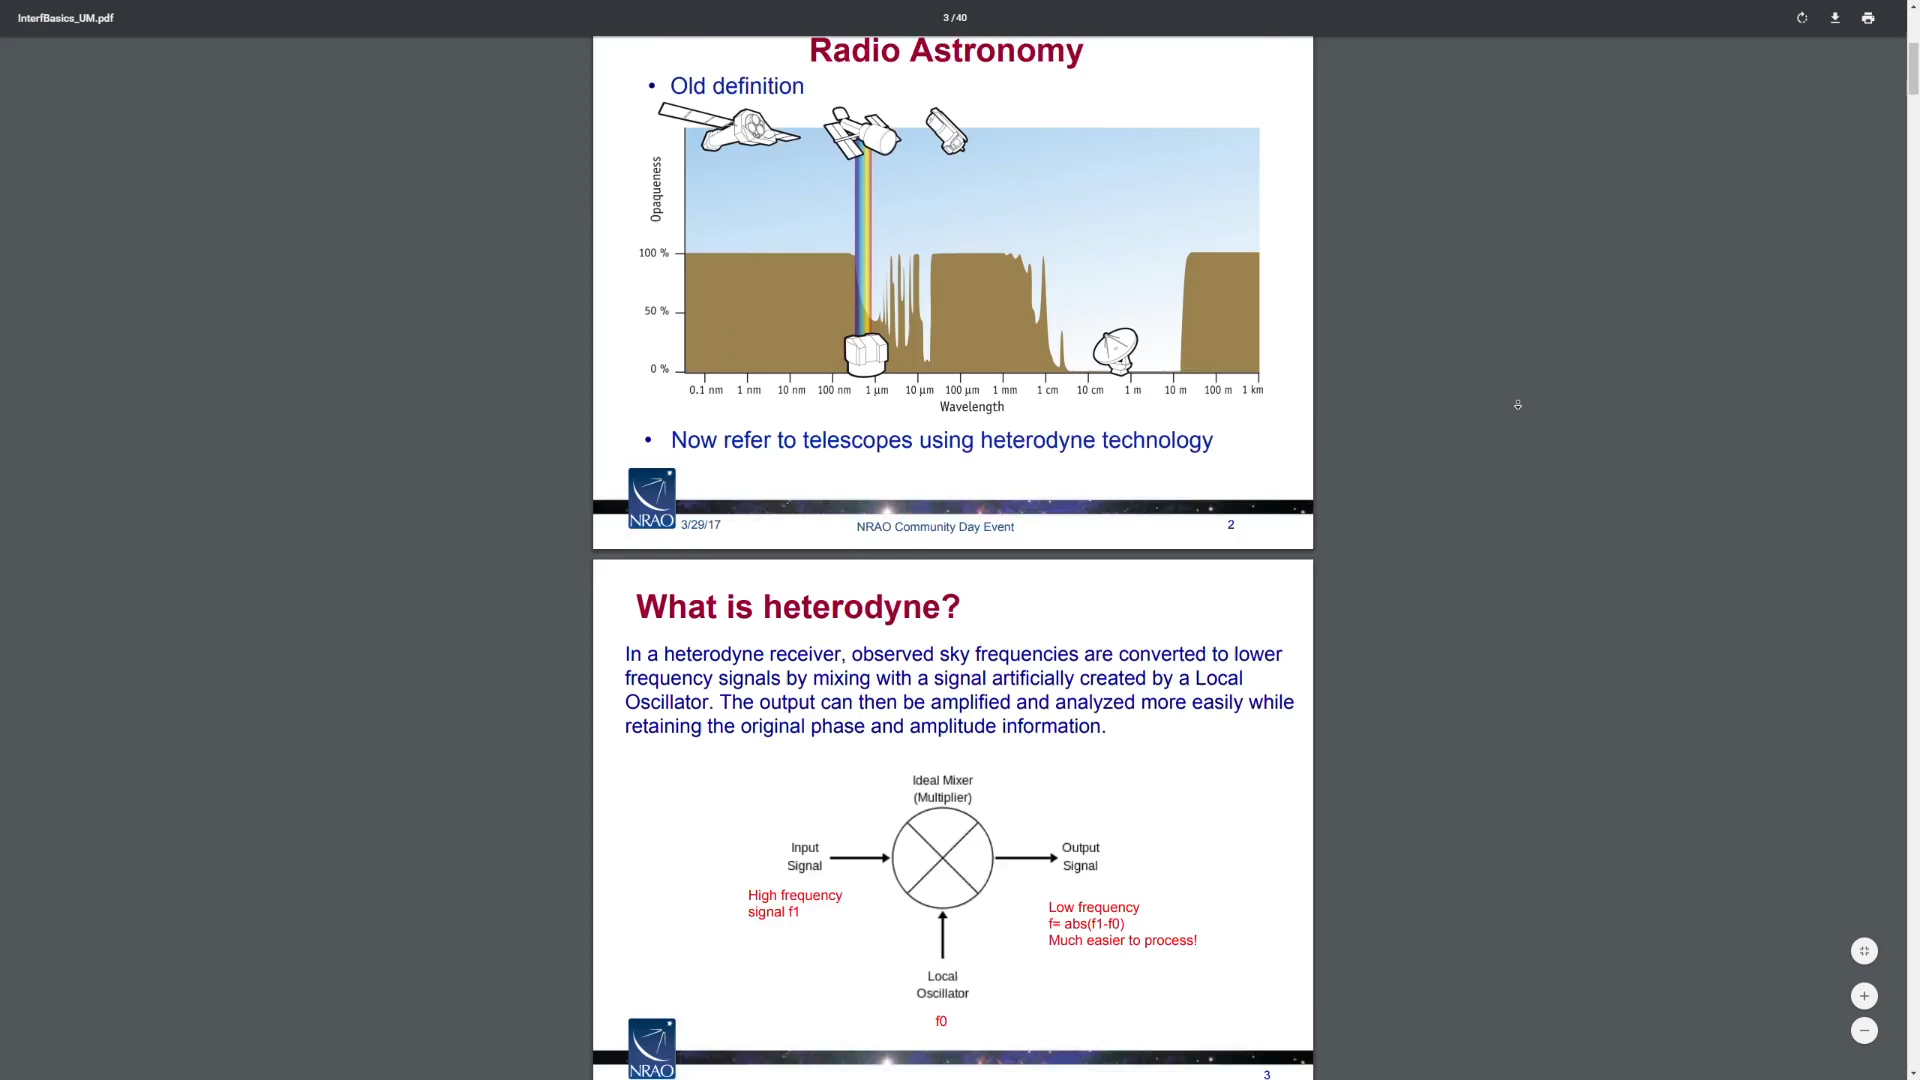 InterfBasics_UM.pdf
3 / 40
Radio Astronomy
• Old definition
Opaqueness
100 %
50 %
0 %
0.1 nm 1 nm 10 nm 100 nm 1 µm 10 µm 100 µm 1 mm 1 cm 10 cm 1 m 10 m 100 m 1 km
Wavelength
• Now refer to telescopes using heterodyne technology
NRAO
3/29/17 NRAO Community Day Event 2
What is heterodyne?
In a heterodyne receiver, observed sky frequencies are converted to lower
frequency signals by mixing with a signal artificially created by a Local
Oscillator. The output can then be amplified and analyzed more easily while
retaining the original phase and amplitude information.
Ideal Mixer
(Multiplier)
Input
Signal
Output
Signal
High frequency
signal f1
Low frequency
f= abs(f1-f0)
Much easier to process!
Local
Oscillator
f0
NRAO
3